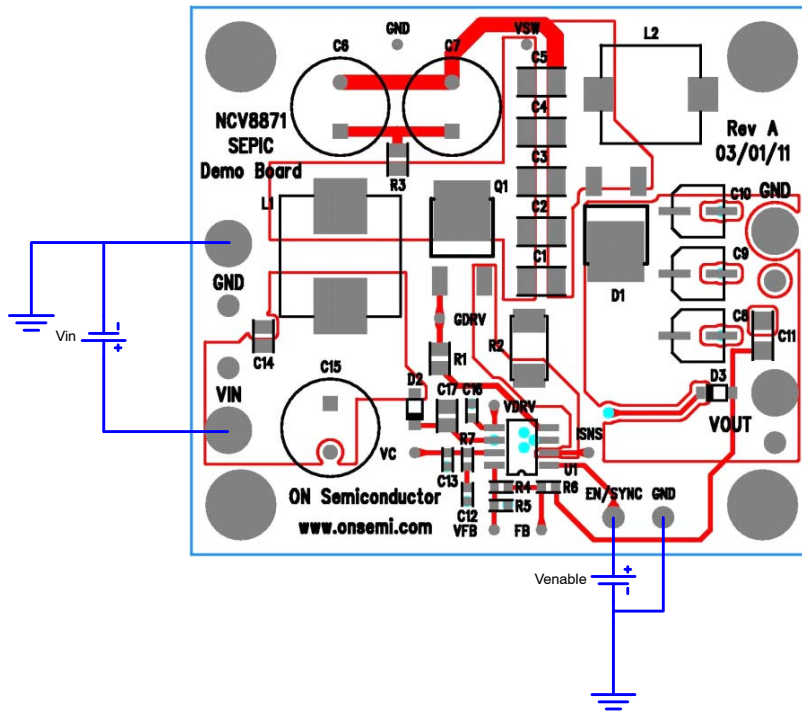 C6
GND
C7
VSW
L2
C5
C4
NCV8871
SEPIC
Demo Board
Rev A
03/01/11
C3
R3
Q1
L1
C10
GND
C2
C1
C9
GND
D1
Vin
GDRV
C8
C14
R1
R2
C11
C15
VIN
D2
C17
C16
VDRV
D3
VOUT
R7
ISNS
VC
C13
U1
R4
R6
EN/SYNC
GND
ON Semiconductor
C12
R5
www.onsemi.com
VFB
FB
Venable